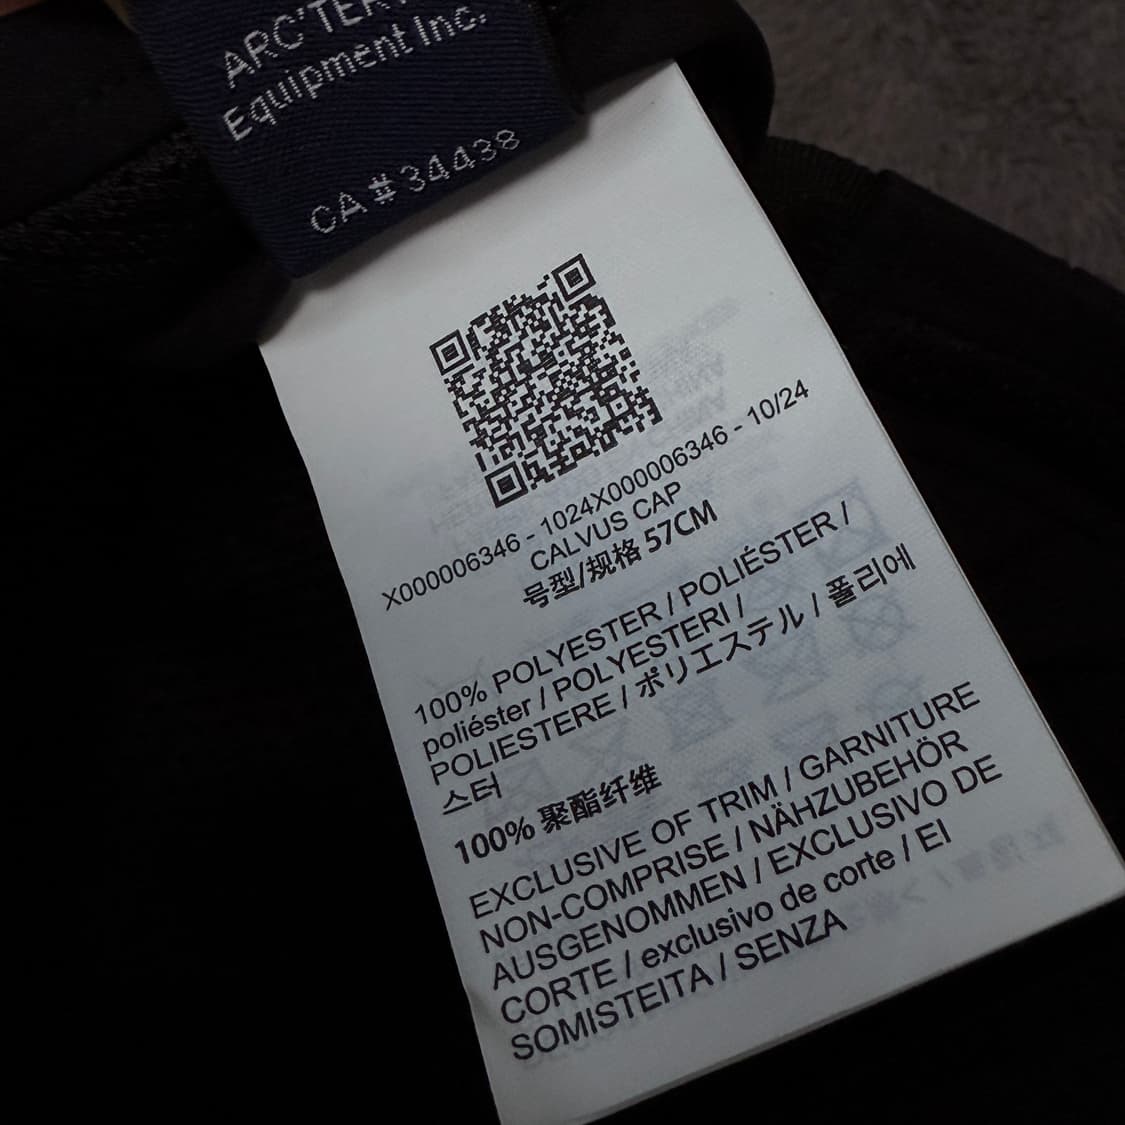 Equipment Inc.
CA # 34438
X000006346 - 1024X000006346 - 10/24
CALVUS CAP
号型/规格 57CM
100% POLYESTER / POLIÉSTER /
poliéster / POLYESTERI /
POLIESTERE / ポリエステル / 폴리에
스터
100% 聚酯纤维
EXCLUSIVE OF TRIM / GARNITURE
NON-COMPRISE / NÄHZUBEHÖR
AUSGENOMMEN / EXCLUSIVO DE
CORTE / exclusivo de corte / EI
SOMISTEITA / SENZA